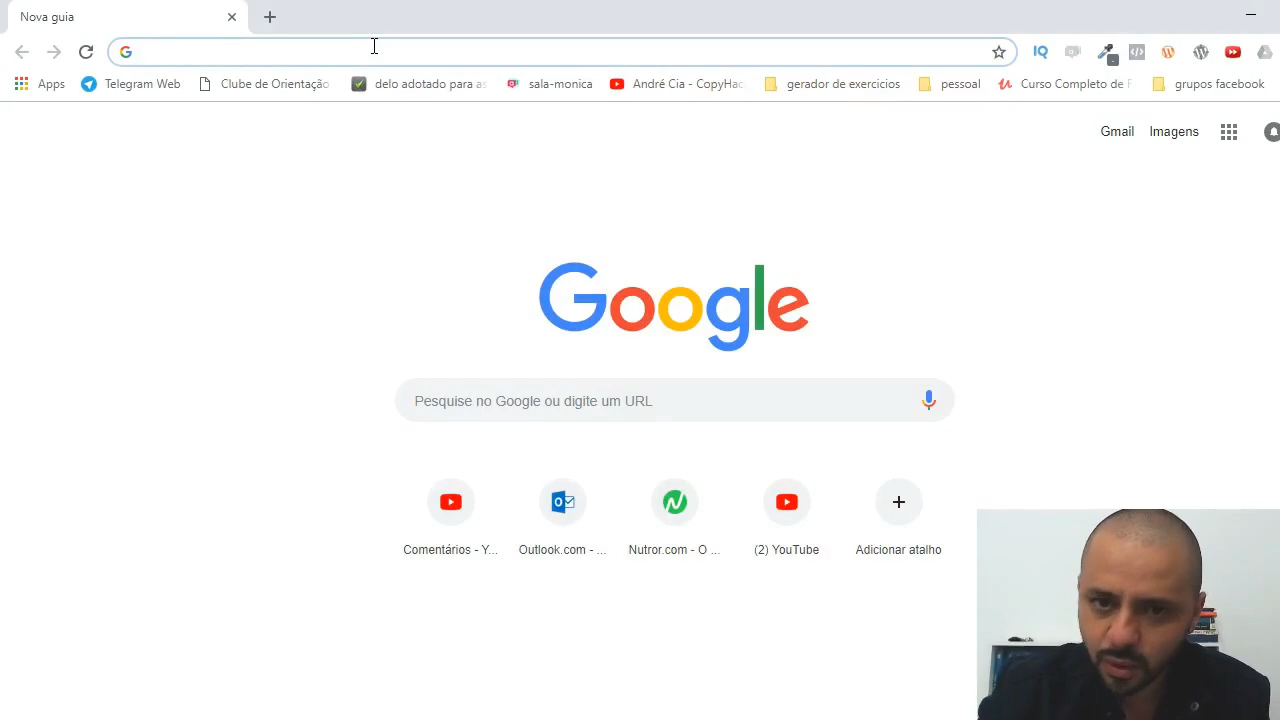 Nova guia
Apps Telegram Web Clube de Orientação delo adotado para as sala-monica André Cia - CopyHac gerador de exercicios pessoal Curso Completo de F grupos facebook
Gmail Imagens
Google
Pesquise no Google ou digite um URL
Comentários - Y... Outlook.com - ... Nutror.com - O ... (2) YouTube Adicionar atalho